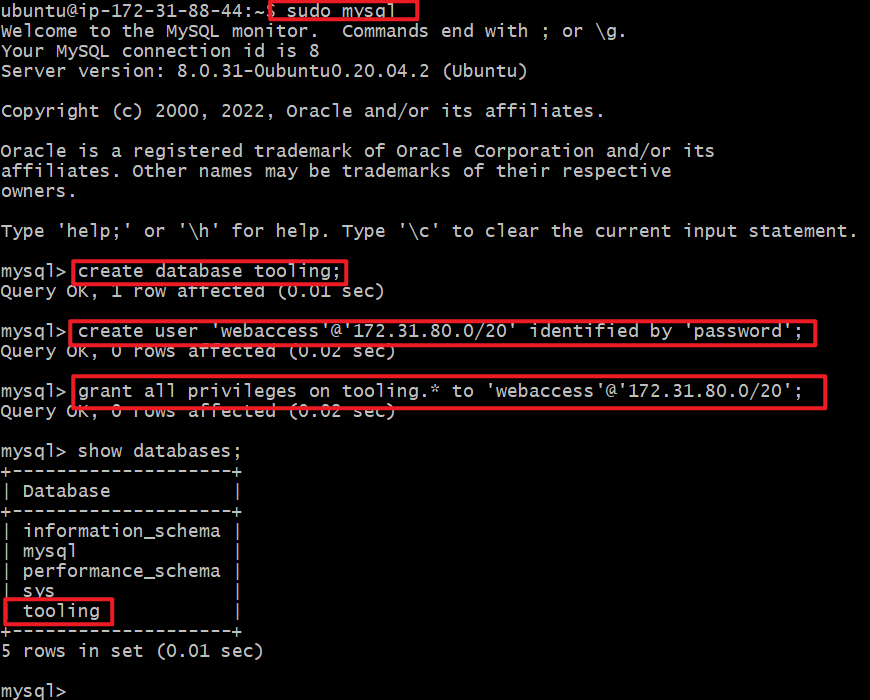 ubuntu@ip-172-31-88-44:~$ sudo mysql
Welcome to the MySQL monitor.  Commands end with ; or \g.
Your MySQL connection id is 8
Server version: 8.0.31-0ubuntu0.20.04.2 (Ubuntu)
Copyright (c) 2000, 2022, Oracle and/or its affiliates.
Oracle is a registered trademark of Oracle Corporation and/or its
affiliates. Other names may be trademarks of their respective
owners.
Type 'help;' or '\h' for help. Type '\c' to clear the current input statement.
mysql> create database tooling;
Query OK, 1 row affected (0.01 sec)
mysql> create user 'webaccess'@'172.31.80.0/20' identified by 'password';
Query OK, 0 rows affected (0.02 sec)
mysql> grant all privileges on tooling.* to 'webaccess'@'172.31.80.0/20';
Query OK, 0 rows affected (0.02 sec)
mysql> show databases;
+--------------------+
| Database           |
+--------------------+
| information_schema |
| mysql              |
| performance_schema |
| sys                |
| tooling            |
+--------------------+
5 rows in set (0.01 sec)
mysql>